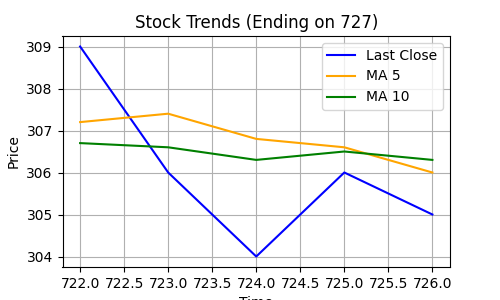 Stock Trends (Ending on 727)
Last Close
MA 5
MA 10
309
308
307
306
305
304
Price
722.0 722.5 723.0 723.5 724.0 724.5 725.0 725.5 726.0
Time